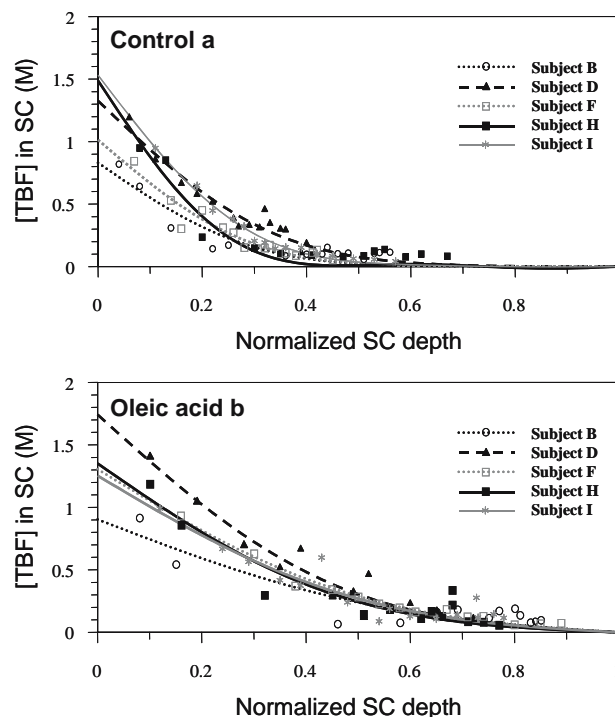 2
Control a
1.5
1
0.5
0
[TBF] in SC (M)
Subject B
Subject D
Subject F
Subject H
Subject I
0 0.2 0.4 0.6 0.8
Normalized SC depth
2
Oleic acid b
1.5
1
0.5
0
[TBF] in SC (M)
Subject B
Subject D
Subject F
Subject H
Subject I
0 0.2 0.4 0.6 0.8
Normalized SC depth